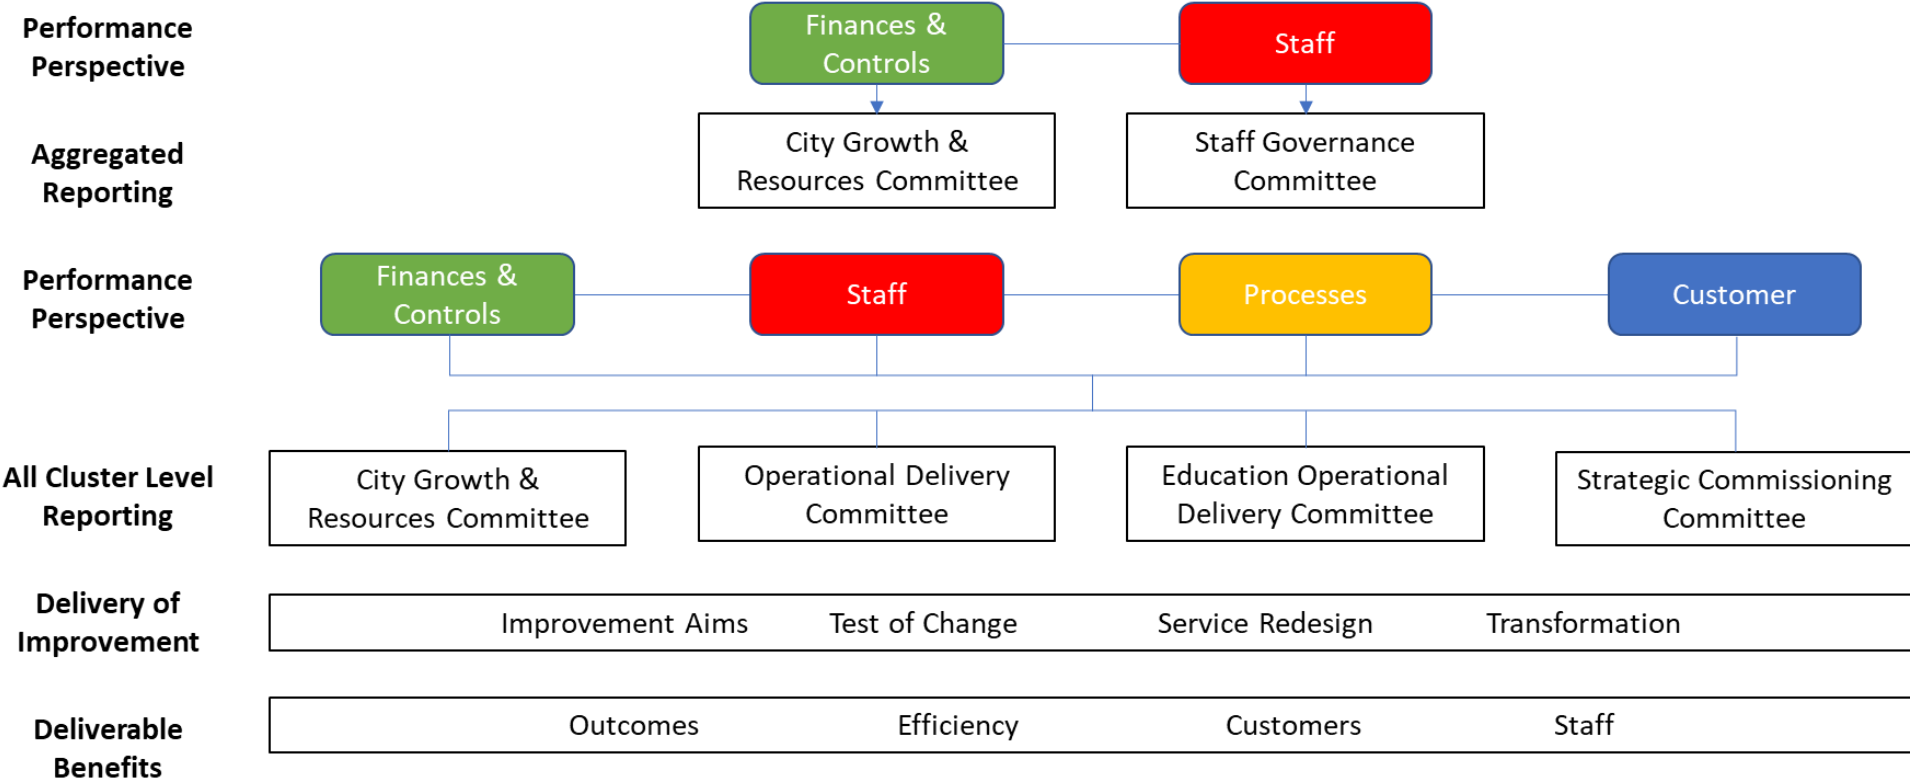 Performance
Perspective
Finances &
Controls
Staff
Aggregated
Reporting
City Growth &
Resources Committee
Staff Governance
Committee
Performance
Perspective
Finances &
Controls
Staff
Processes
Customer
All Cluster Level
Reporting
City Growth &
Resources Committee
Operational Delivery
Committee
Education Operational
Delivery Committee
Strategic Commissioning
Committee
Delivery of
Improvement
Improvement Aims Test of Change Service Redesign Transformation
Deliverable
Benefits
Outcomes Efficiency Customers Staff